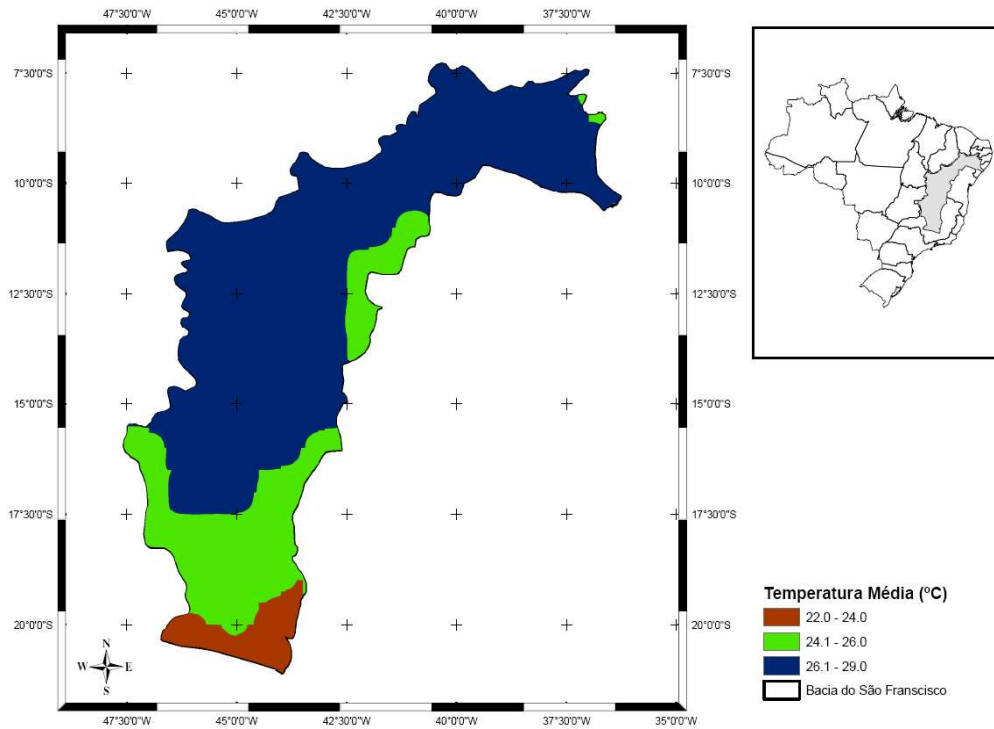 47°30'0"W 45°0'0"W 42°30'0"W 40°0'0"W 37°30'0"W
7°30'0"S 7°30'0"S
10°0'0"S 10°0'0"S
12°30'0"S 12°30'0"S
15°0'0"S 15°0'0"S
17°30'0"S 17°30'0"S
20°0'0"S 20°0'0"S
N
W E
S
47°30'0"W 45°0'0"W 42°30'0"W 40°0'0"W 37°30'0"W 35°0'0"W
Temperatura Média (ºC)
22.0 - 24.0
24.1 - 26.0
26.1 - 29.0
Bacia do São Franscisco